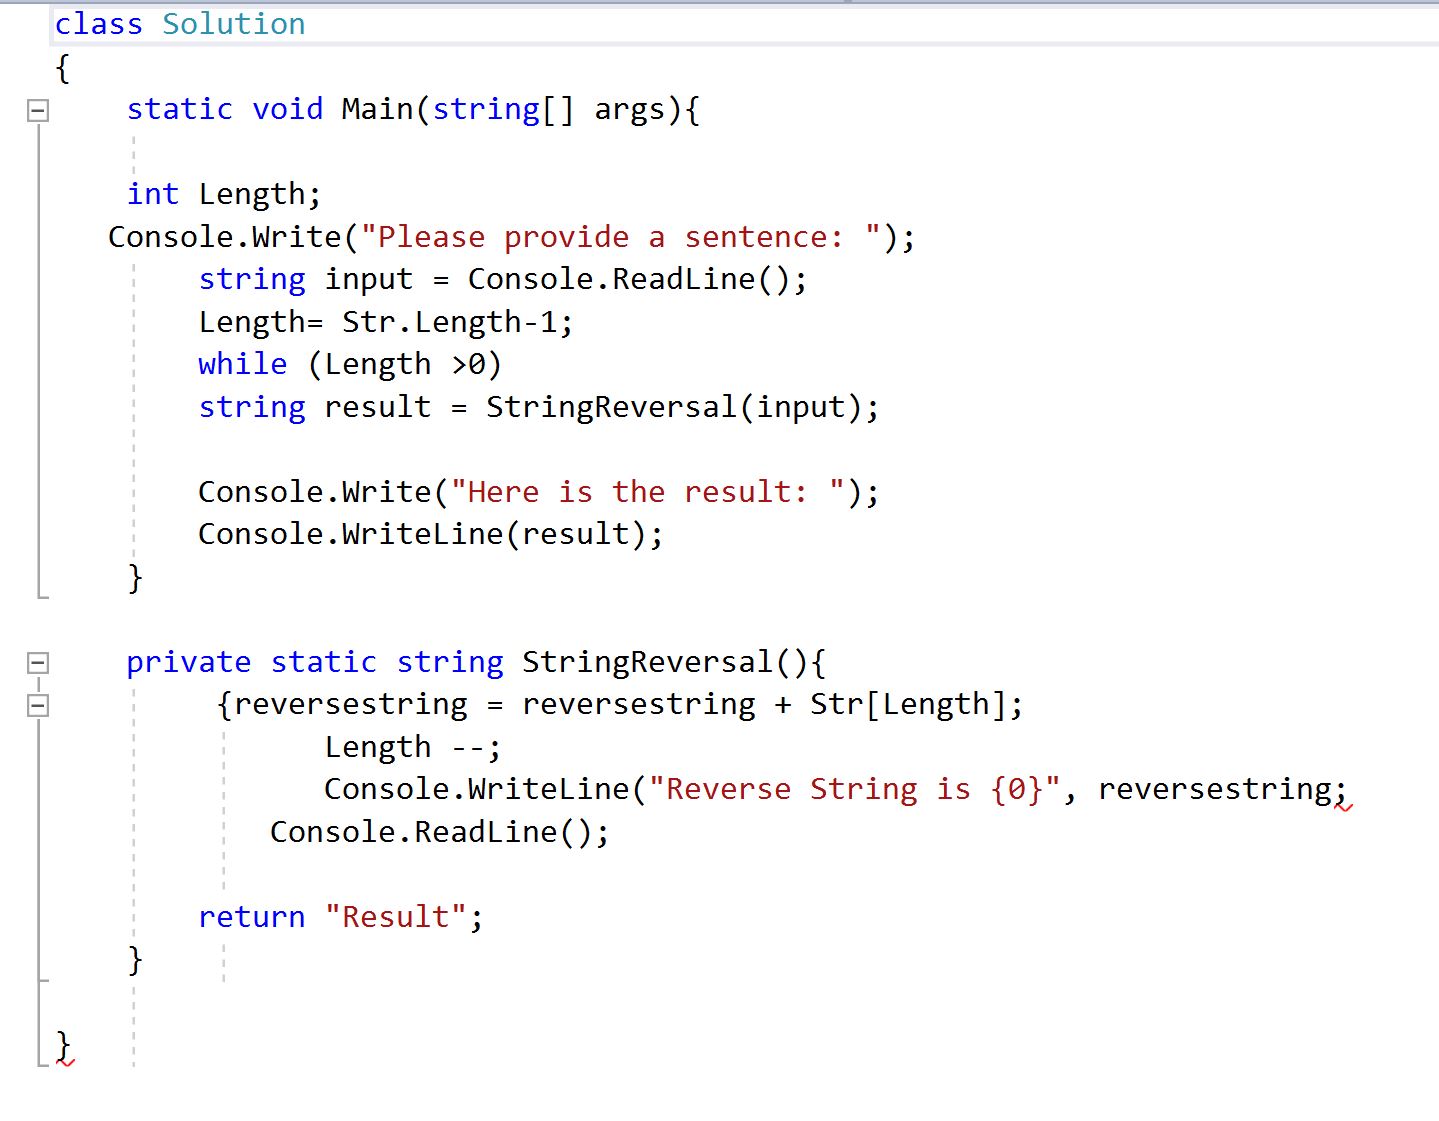 class Solution
{
static void Main(string[] args){
int Length;
Console.Write("Please provide a sentence: ");
string input = Console.ReadLine();
Length= Str.Length-1;
while (Length >0)
string result = StringReversal(input);
Console.Write("Here is the result: ");
Console.WriteLine(result);
}
private static string StringReversal(){
{reversestring = reversestring + Str[Length];
Length --;
Console.WriteLine("Reverse String is {0}", reversestring;
Console.ReadLine();
return "Result";
}
}